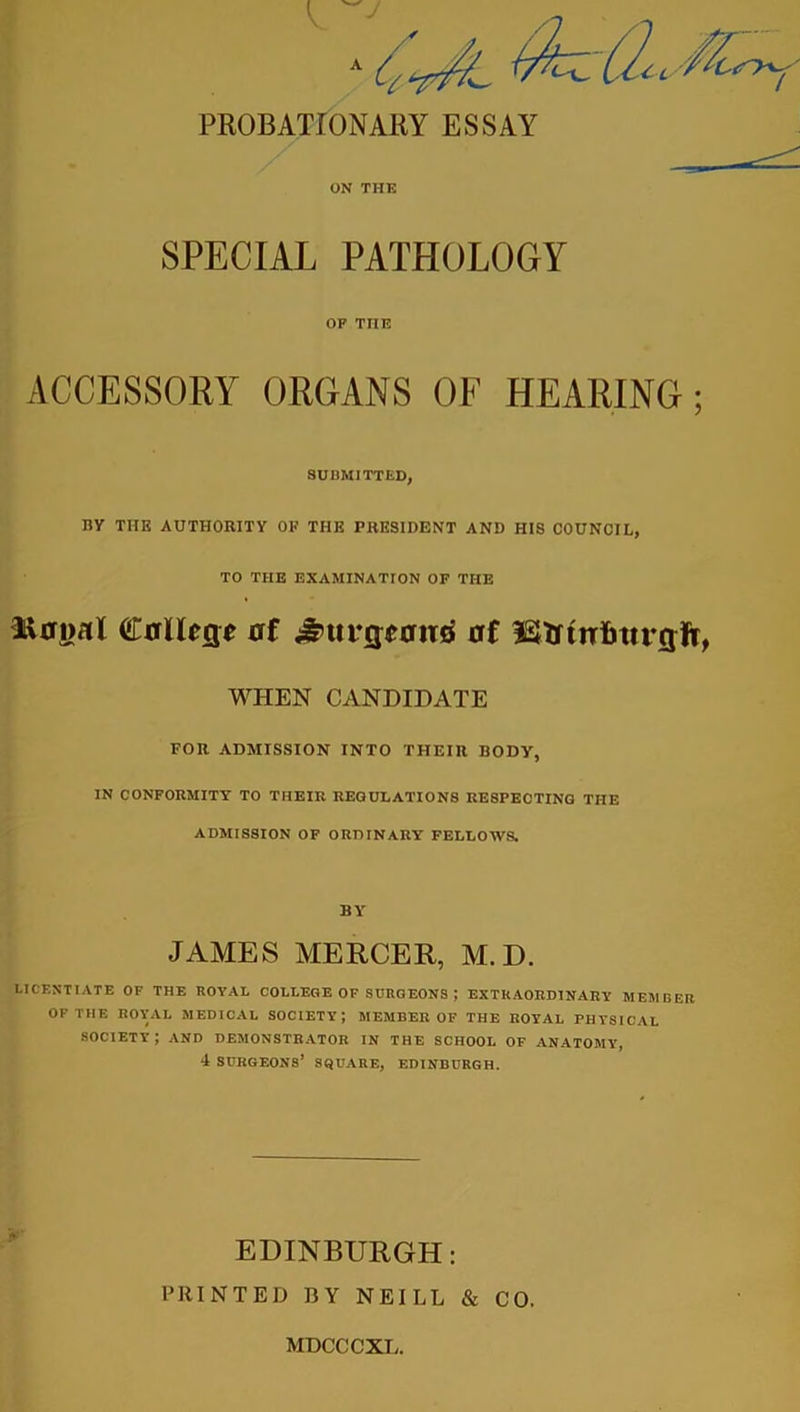 A With the Author
PROBATIONARY ESSAY
ON THE
SPECIAL PATHOLOGY
OF THE
ACCESSORY ORGANS OF HEARING;
SUBMITTED,
BY THE AUTHORITY OF THE PRESIDENT AND HIS COUNCIL,
TO THE EXAMINATION OF THE
Royal College of Surgeons of Edinburgh,
WHEN CANDIDATE
FOR ADMISSION INTO THEIR BODY,
IN CONFORMITY TO THEIR REGULATIONS RESPECTING THE
ADMISSION OF ORDINARY FELLOWS.
BY
JAMES MERCER, M.D.
LICENTIATE OF THE ROYAL COLLEGE OF SURGEONS; EXTRAORDINARY MEMBER
OF THE ROYAL MEDICAL SOCIETY; MEMBER OF THE ROYAL PHYSICAL
SOCIETY; AND DEMONSTRATOR IN THE SCHOOL OF ANATOMY,
4 SURGEONS' SQUARE, EDINBURGH.
EDINBURGH:
PRINTED BY NEILL & CO.
MDCCCXL.